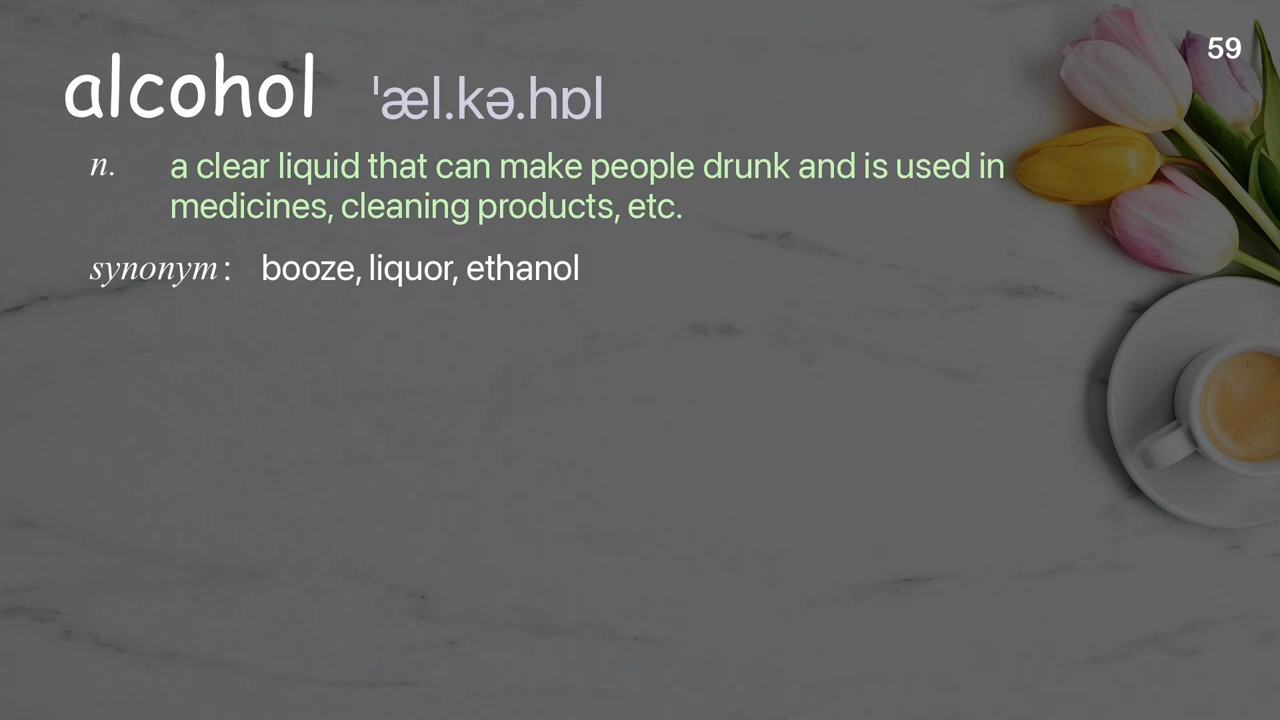 59
alcohol ˈæl.kə.hɒl
n. a clear liquid that can make people drunk and is used in
medicines, cleaning products, etc.
synonym: booze, liquor, ethanol